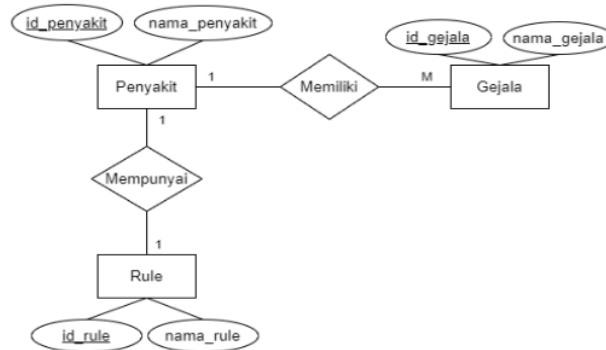 id_penyakit
nama_penyakit
id_gejala
nama_gejala
Penyakit
1
Memiliki
M
Gejala
1
Mempunyai
1
Rule
id_rule
nama_rule